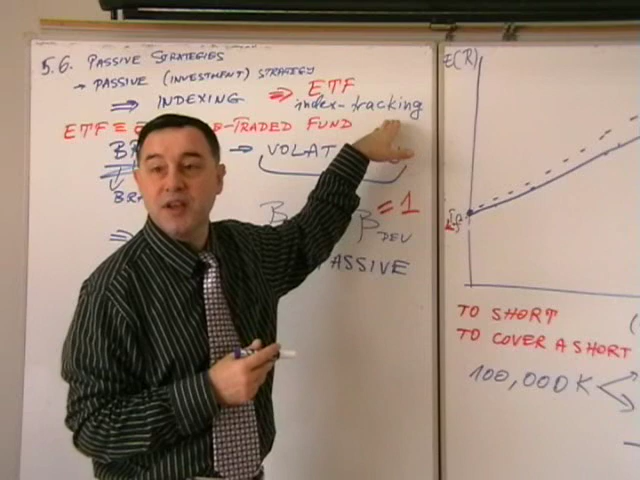 5.6. PASSIVE STRATEGIES
→ PASSIVE (INVESTMENT) STRATEGY
⇒ INDEXING ⇒ ETF
index-tracking
ETF ≡ B-TRADED FUND
→ VOLAT
β = 1
DEV
PASSIVE
E(R)
TO SHORT
TO COVER A SHORT
100,000K